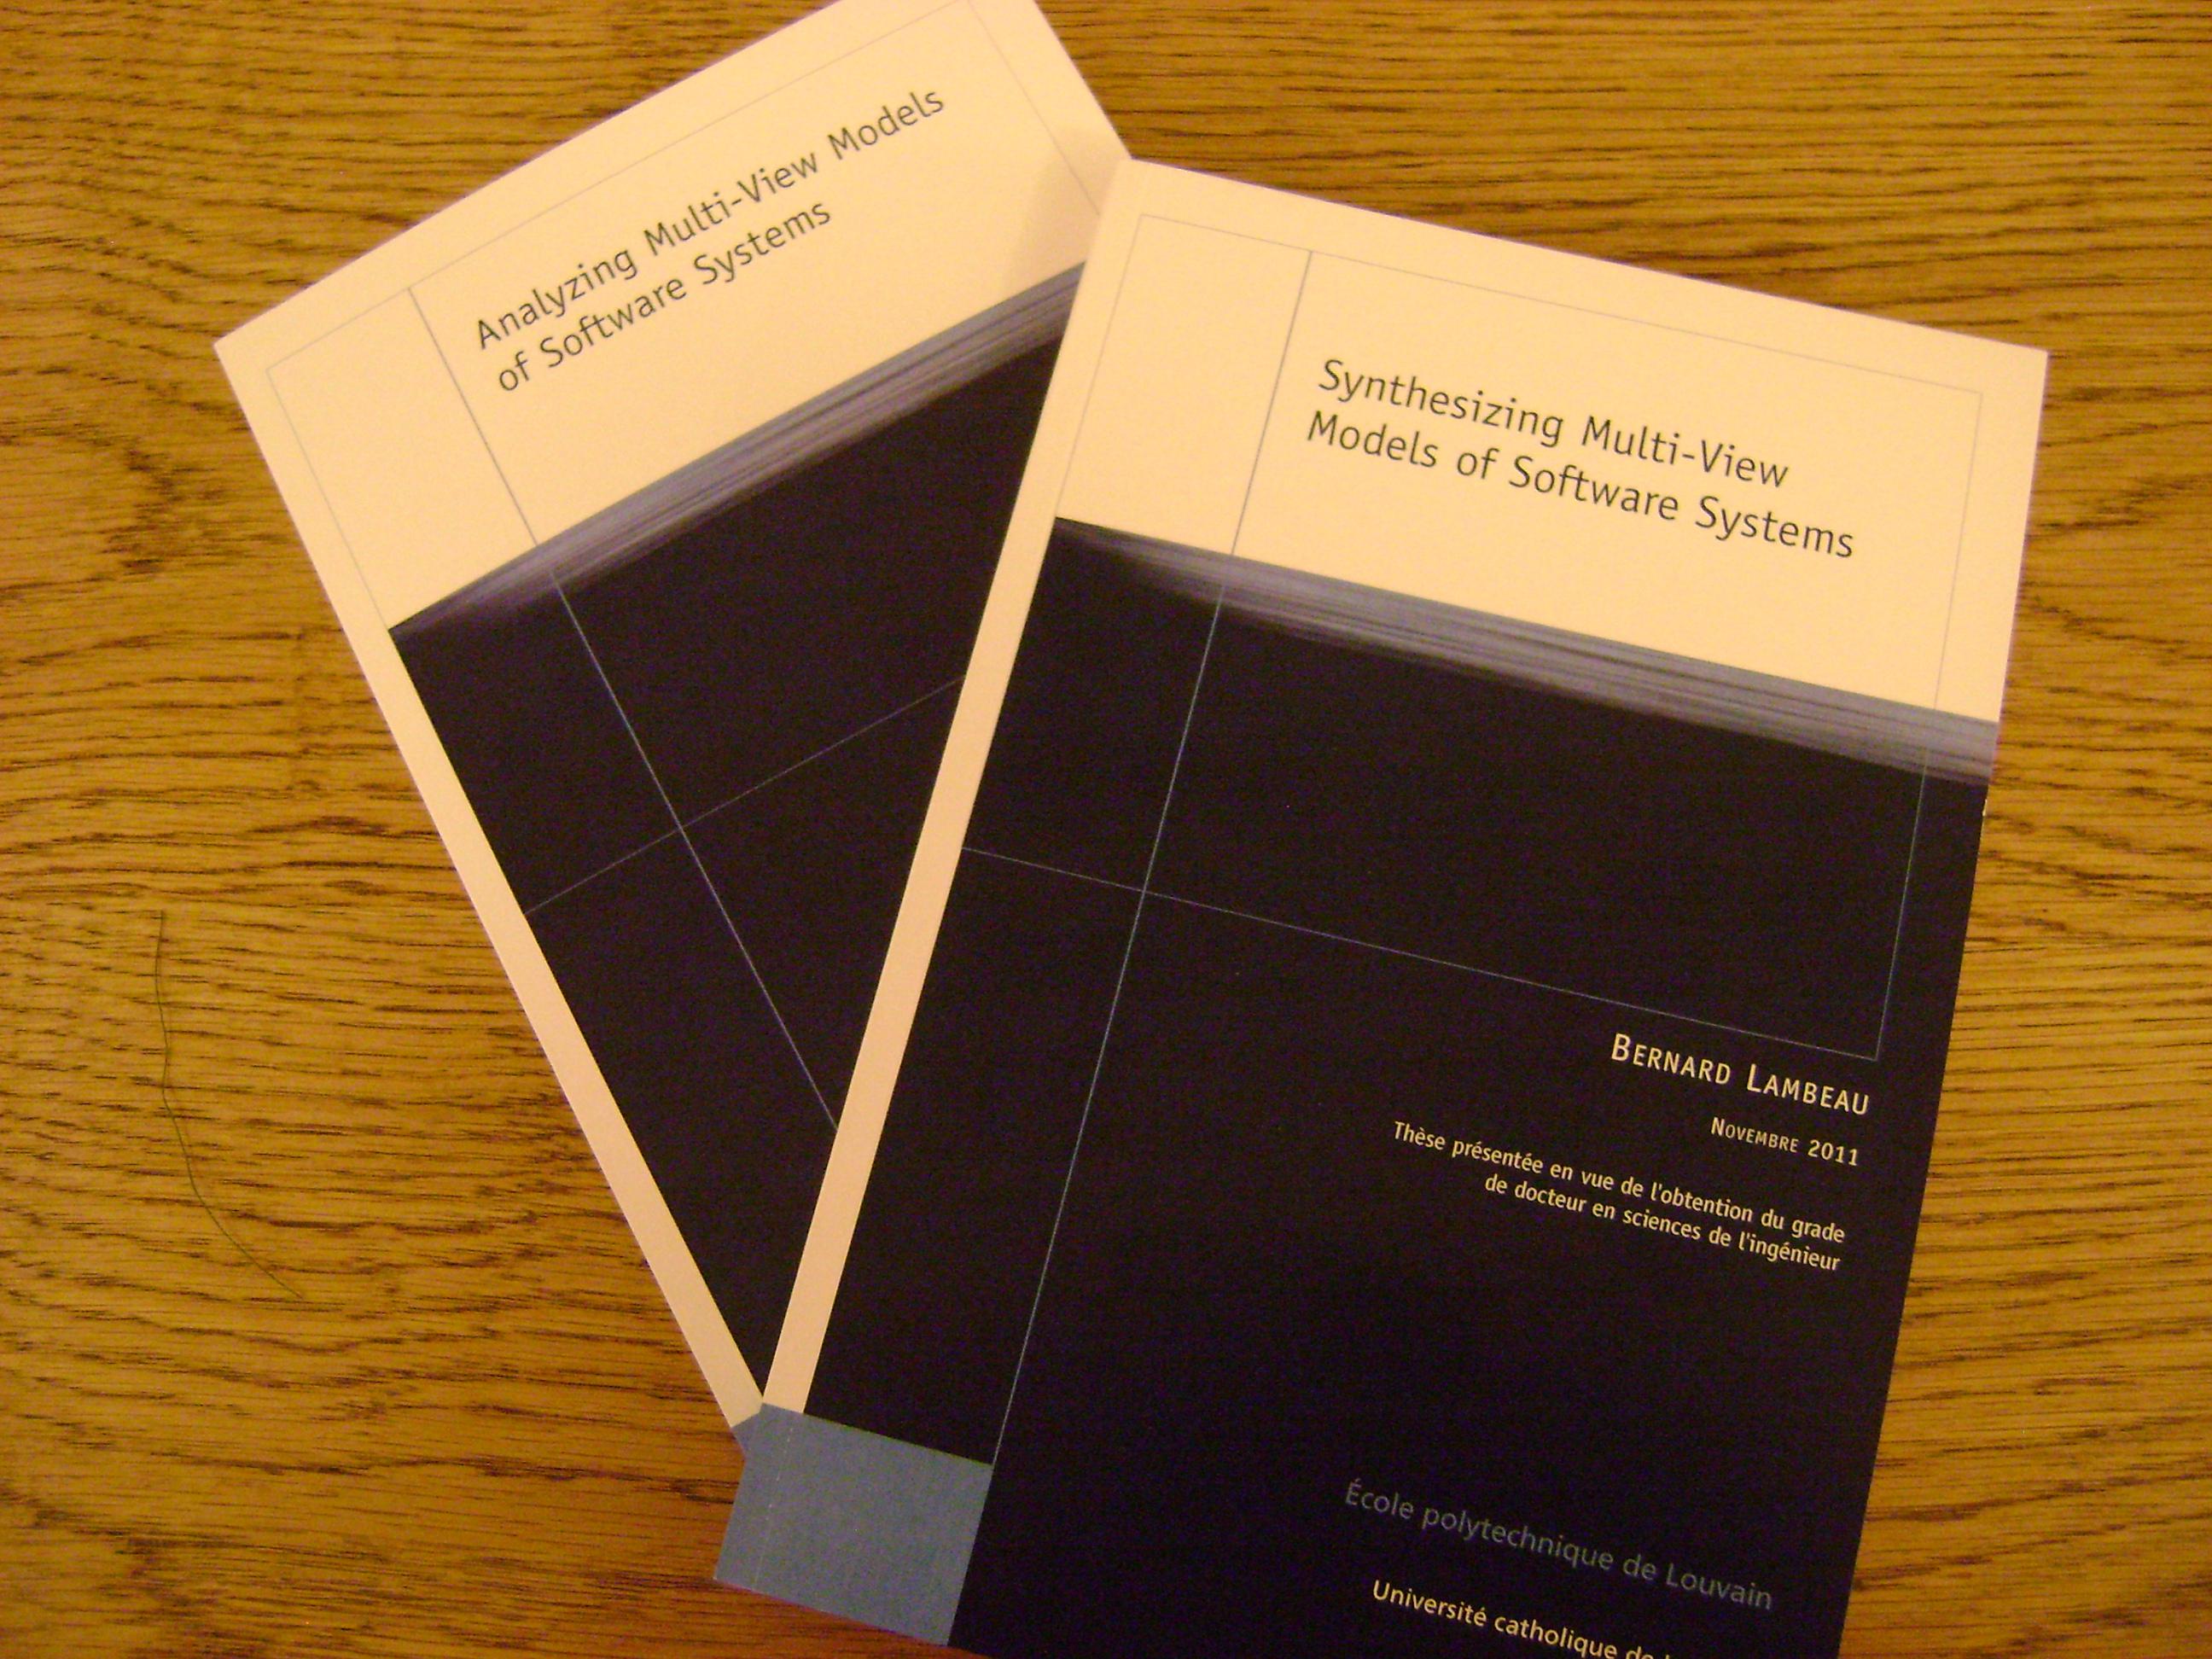 Analyzing Multi-View Models
of Software Systems
Synthesizing Multi-View
Models of Software Systems
BERNARD LAMBEAU
NOVEMBRE 2011
Thèse présentée en vue de l'obtention du grade
de docteur en sciences de l'ingénieur
École polytechnique de Louvain
Université catholique de